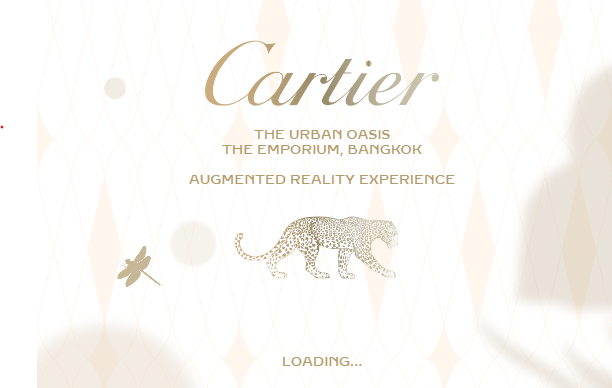 Cartier
THE URBAN OASIS
THE EMPORIUM, BANGKOK
AUGMENTED REALITY EXPERIENCE
LOADING...